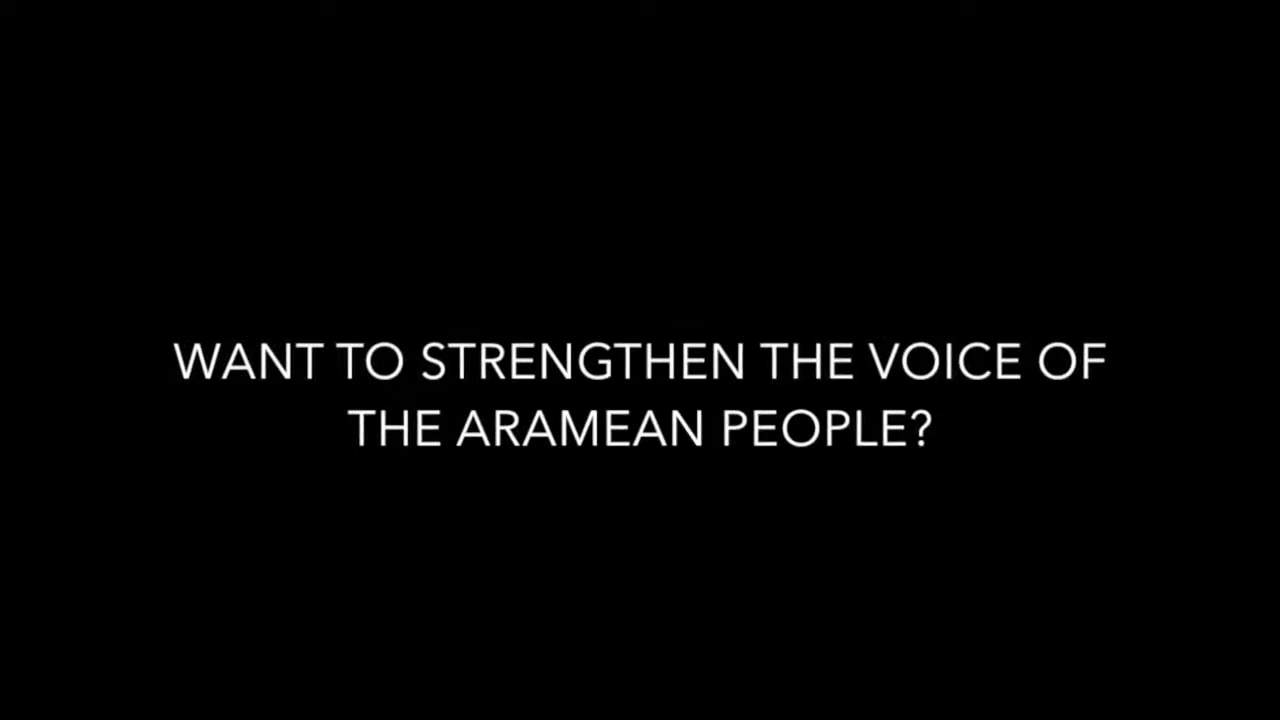 WANT TO STRENGTHEN THE VOICE OF
THE ARAMEAN PEOPLE?